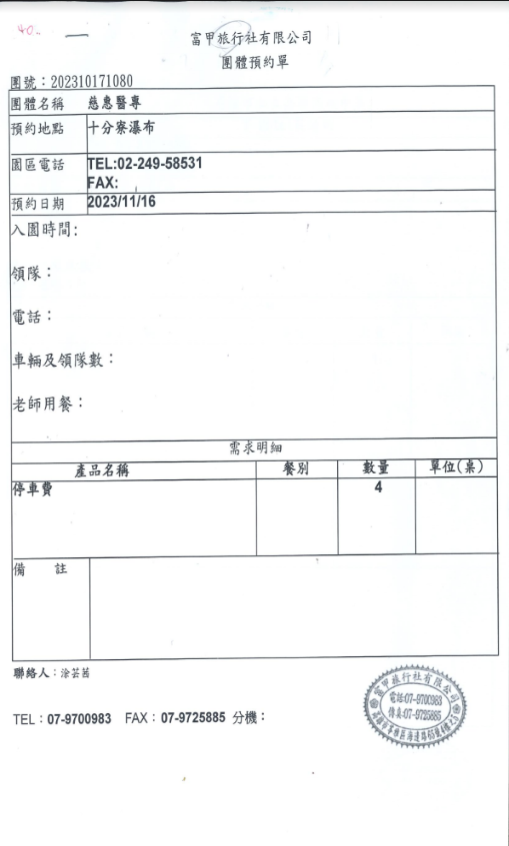 40.
富甲旅行社有限公司
團體預約單
團號：202310171080
團體名稱 慈惠醫專
預約地點 十分寮瀑布
園區電話 TEL:02-249-58531
FAX:
預約日期 2023/11/16
入園時間:
領隊：
電話：
車輛及領隊數：
老師用餐：
需求明細
產品名稱 餐別 數量 單位(桌)
停車費 4
備 註
聯絡人：涂芸茜
TEL：07-9700983 FAX：07-9725885 分機：
富甲旅行社有限公司
電話:07-9700983
傳真:07-9725885